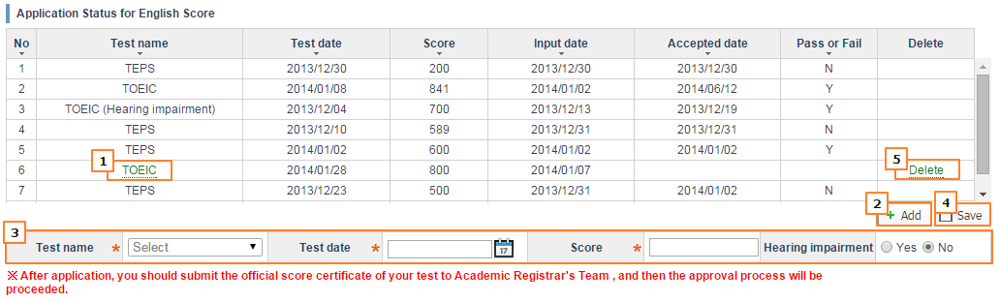 Application Status for English Score
No Test name Test date Score Input date Accepted date Pass or Fail Delete
1 TEPS 2013/12/30 200 2013/12/30 2013/12/30 N
2 TOEIC 2014/01/08 841 2014/01/02 2014/06/12 Y
3 TOEIC (Hearing impairment) 2013/12/04 700 2013/12/13 2013/12/19 Y
4 TEPS 2013/12/10 589 2013/12/31 2013/12/31 N
5 TEPS 2014/01/02 600 2014/01/02 2014/01/02 Y
1 5
6 TOEIC 2014/01/28 800 2014/01/07 Delete
7 TEPS 2013/12/23 500 2013/12/31 2014/01/02 N
2 + Add 4 Save
3
Test name * Select Test date * 17 Score * Hearing impairment Yes No
※ After application, you should submit the official score certificate of your test to Academic Registrar's Team , and then the approval process will be
proceeded.